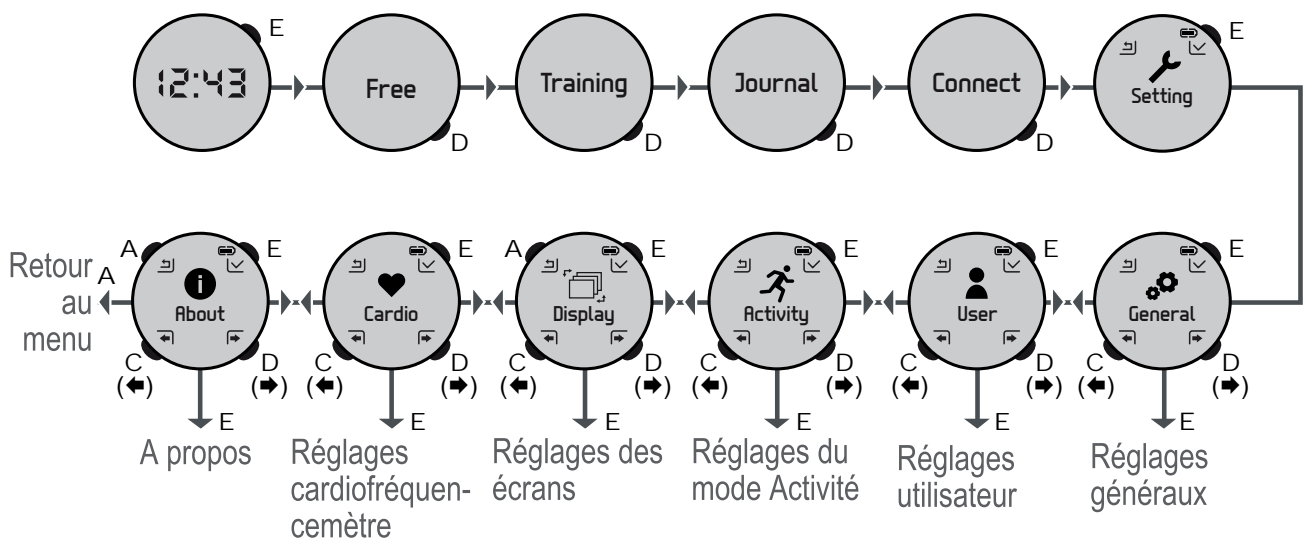 E
12:43
Free
D
Training
D
Journal
D
Connect
D
E
Setting
Retour
A
au
menu
A
E
About
C
(⬅)
D
(➡)
E
A propos
E
Cardio
C
(⬅)
D
(➡)
E
Réglages
cardiofréquen-
cemètre
A
E
Display
C
(⬅)
D
(➡)
E
Réglages des
écrans
E
Activity
C
(⬅)
D
(➡)
E
Réglages du
mode Activité
E
User
C
(⬅)
D
(➡)
E
Réglages
utilisateur
E
General
C
(⬅)
D
(➡)
E
Réglages
généraux